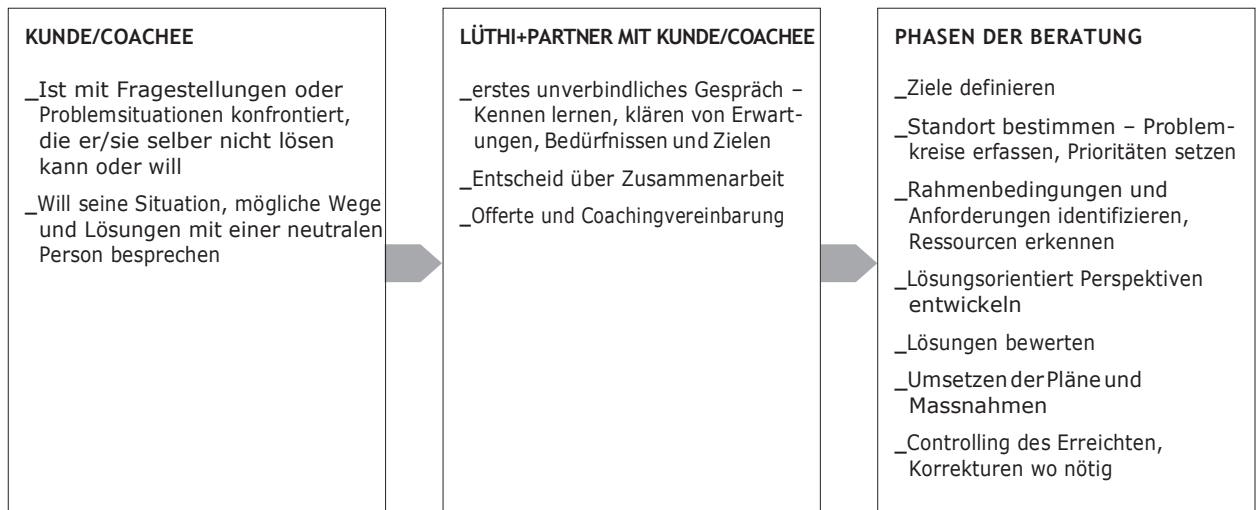 KUNDE/COACHEE
_Ist mit Fragestellungen oder
Problemsituationen konfrontiert,
die er/sie selber nicht lösen
kann oder will
_Will seine Situation, mögliche Wege
und Lösungen mit einer neutralen
Person besprechen
LÜTHI+PARTNER MIT KUNDE/COACHEE
_erstes unverbindliches Gespräch –
Kennen lernen, klären von Erwart-
ungen, Bedürfnissen und Zielen
_Entscheid über Zusammenarbeit
_Offerte und Coachingvereinbarung
PHASEN DER BERATUNG
_Ziele definieren
_Standort bestimmen – Problem-
kreise erfassen, Prioritäten setzen
_Rahmenbedingungen und
Anforderungen identifizieren,
Ressourcen erkennen
_Lösungsorientiert Perspektiven
entwickeln
_Lösungen bewerten
_Umsetzen der Pläne und
Massnahmen
_Controlling des Erreichten,
Korrekturen wo nötig